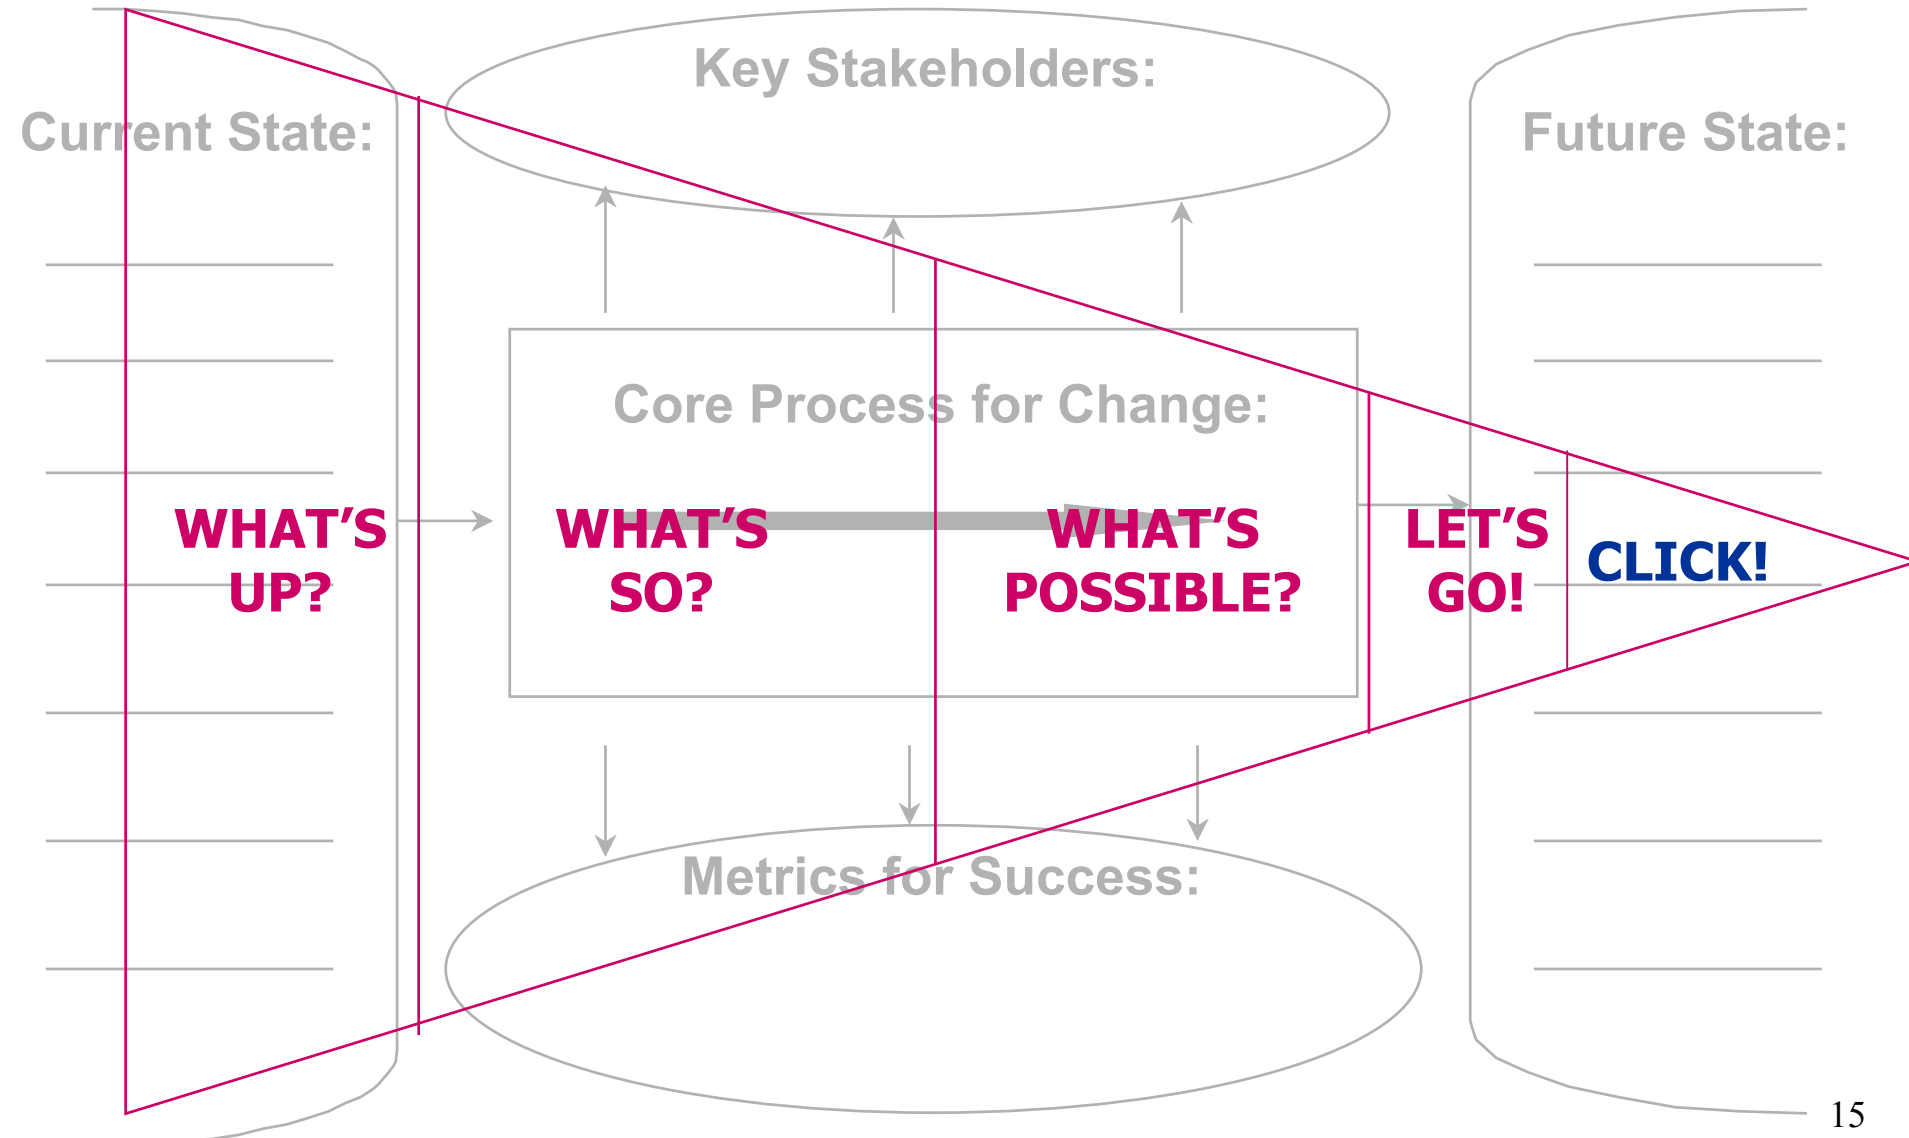 Key Stakeholders:
Current State:
Future State:
Core Process for Change:
WHAT’S
UP?
WHAT’S
SO?
WHAT’S
POSSIBLE?
LET’S
GO!
CLICK!
Metrics for Success:
15